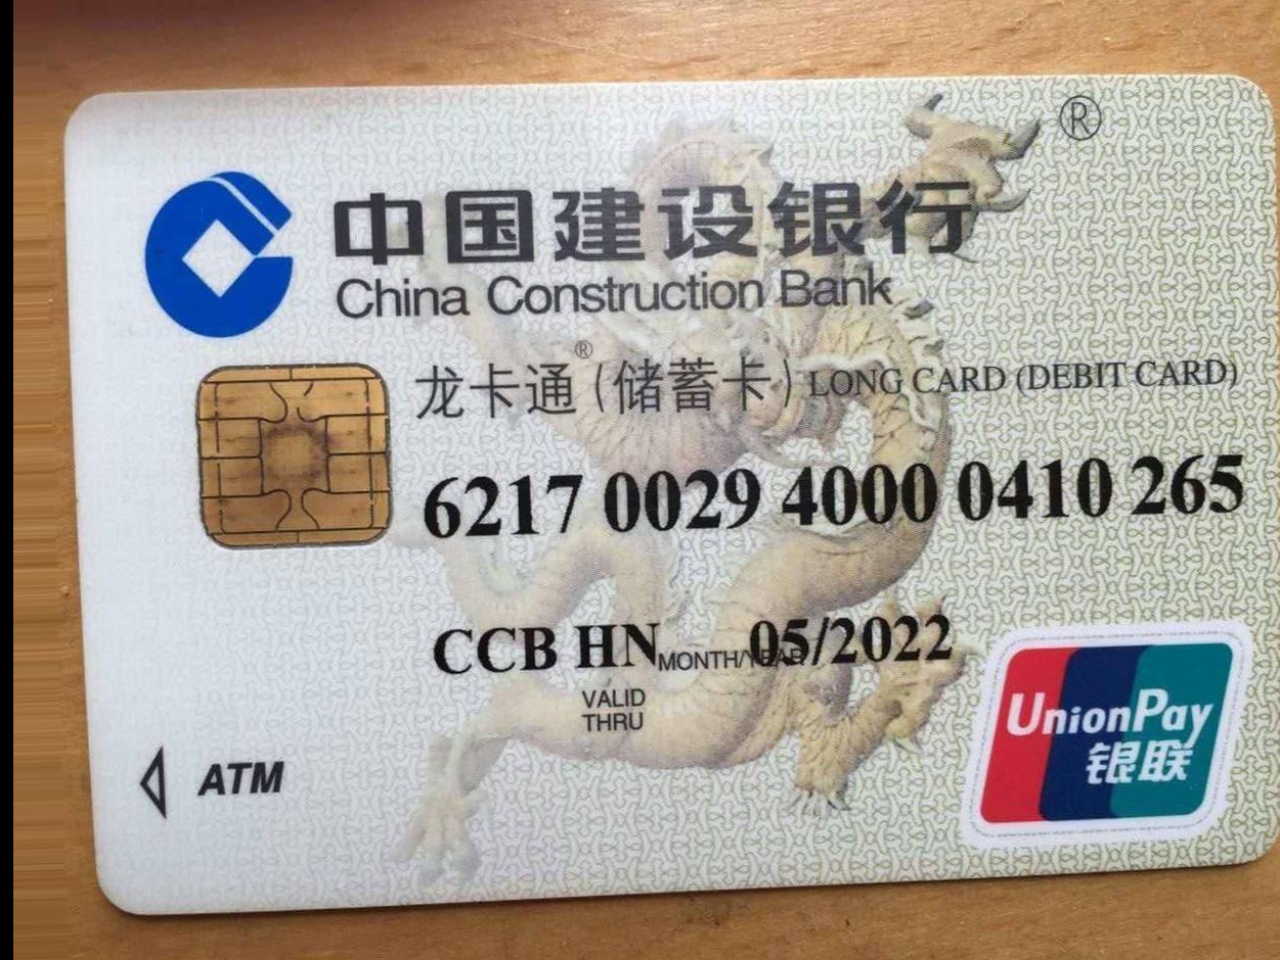 ®
中国建设银行
China Construction Bank
龙卡通®(储蓄卡) LONG CARD (DEBIT CARD)
6217 0029 4000 0410 265
CCB HN MONTH/YEAR 05/2022
VALID
THRU
ATM
UnionPay
银联